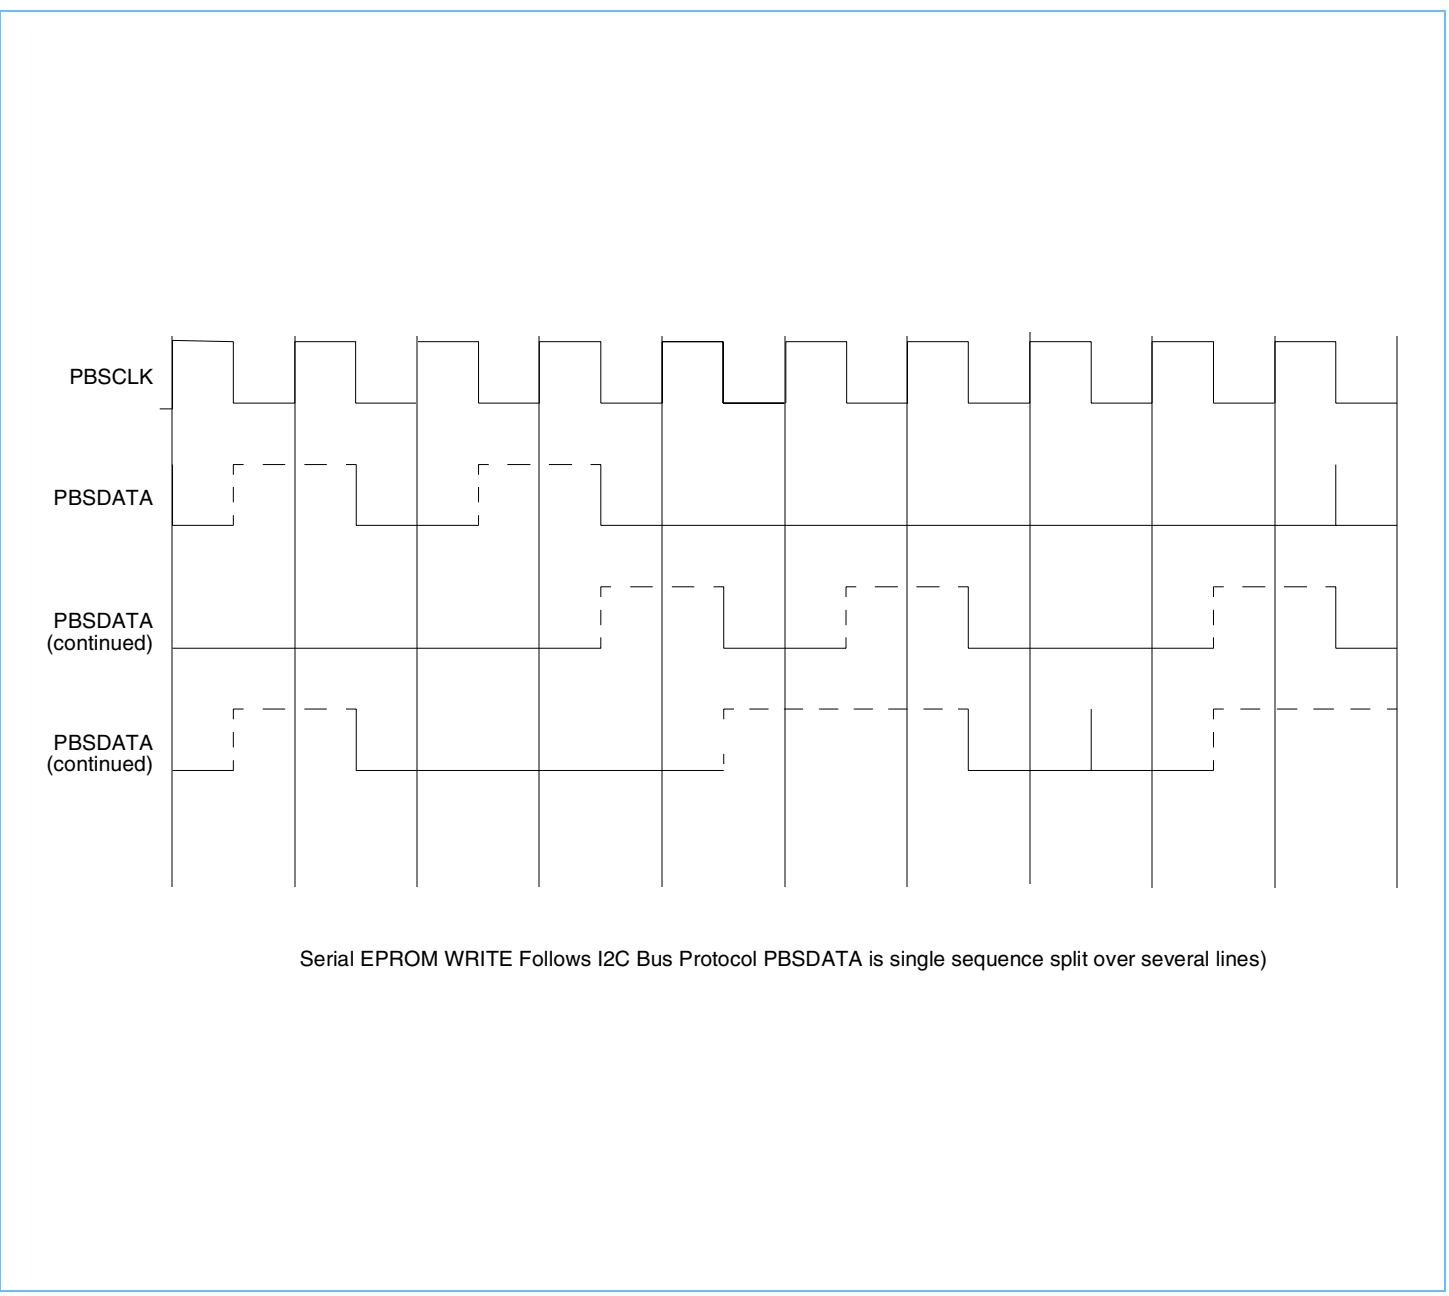 PBSCLK
PBSDATA
PBSDATA
(continued)
PBSDATA
(continued)
Serial EPROM WRITE Follows I2C Bus Protocol PBSDATA is single sequence split over several lines)